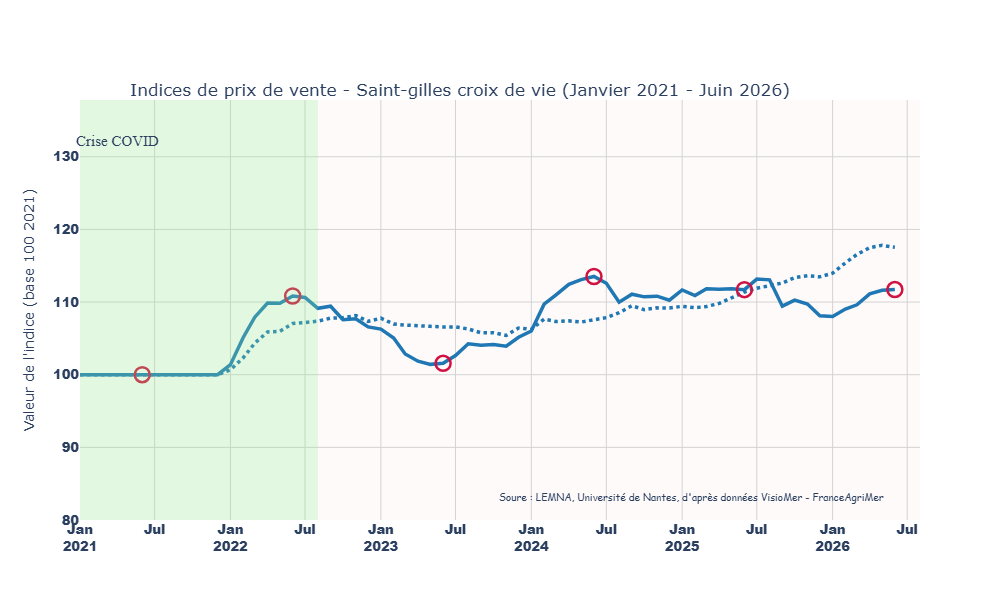 Indices de prix de vente - Saint-gilles croix de vie (Janvier 2021 - Juin 2026)
Crise COVID
Valeur de l'indice (base 100 2021)
130
120
110
100
90
80
Soure : LEMNA, Université de Nantes, d'après données VisioMer - FranceAgriMer
Jan Jul Jan Jul Jan Jul Jan Jul Jan Jul Jan Jul
2021 2022 2023 2024 2025 2026